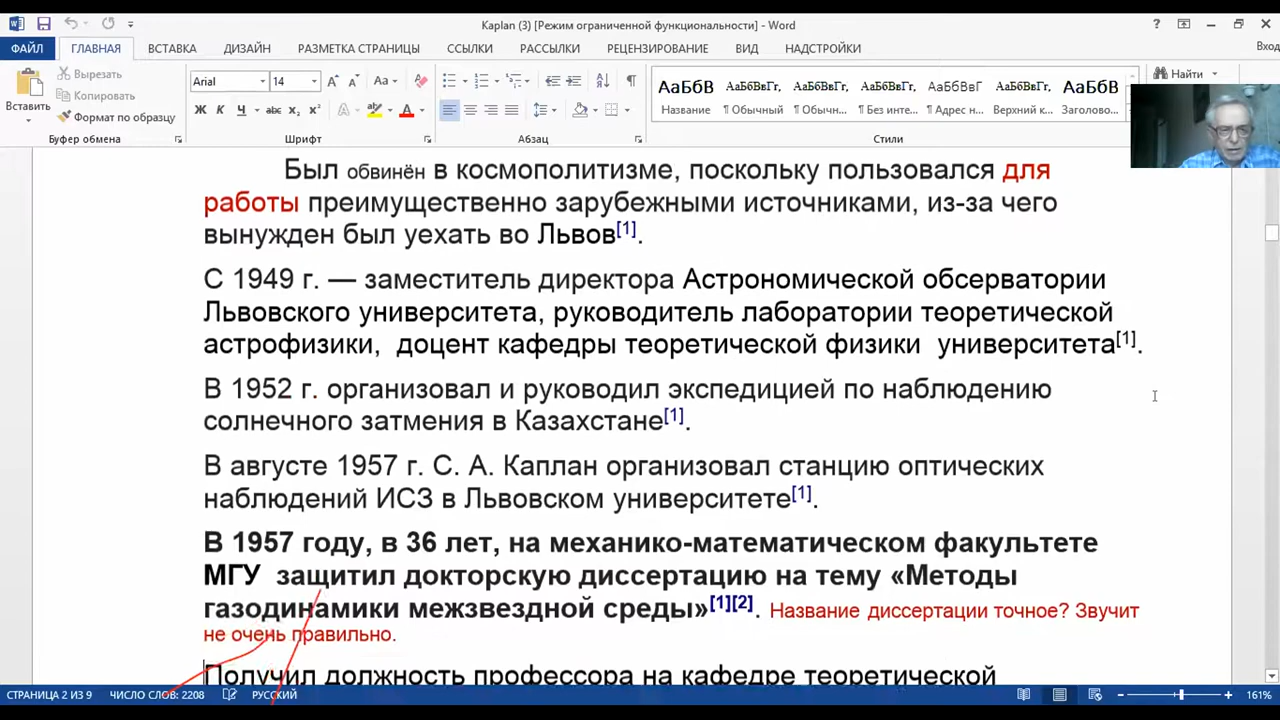 Kaplan (3) [Режим ограниченной функциональности] - Word
Вход
ФАЙЛ ГЛАВНАЯ ВСТАВКА ДИЗАЙН РАЗМЕТКА СТРАНИЦЫ ССЫЛКИ РАССЫЛКИ РЕЦЕНЗИРОВАНИЕ ВИД НАДСТРОЙКИ
Вставить
Вырезать
Копировать
Формат по образцу
Буфер обмена
Arial 14
Ж К Ч abc x₂ x²
Шрифт
Абзац
АаБбВ АаБбВвГг, АаБбВвГг, АаБбВвГг, АаБбВвГг АаБбВвГг, АаБбВв
Название ¶ Обычный ¶ Обычн... ¶ Без инте... ¶ Адрес н... Верхний к... Заголово...
Стили
Найти
Был обвинён в космополитизме, поскольку пользовался для
работы преимущественно зарубежными источниками, из-за чего
вынужден был уехать во Львов[1].
С 1949 г. — заместитель директора Астрономической обсерватории
Львовского университета, руководитель лаборатории теоретической
астрофизики, доцент кафедры теоретической физики университета[1].
В 1952 г. организовал и руководил экспедицией по наблюдению
солнечного затмения в Казахстане[1].
В августе 1957 г. С. А. Каплан организовал станцию оптических
наблюдений ИСЗ в Львовском университете[1].
В 1957 году, в 36 лет, на механико-математическом факультете
МГУ защитил докторскую диссертацию на тему «Методы
газодинамики межзвездной среды»[1][2]. Название диссертации точное? Звучит
не очень правильно.
Получил должность профессора на кафедре теоретической
СТРАНИЦА 2 ИЗ 9 ЧИСЛО СЛОВ: 2208 РУССКИЙ 161%